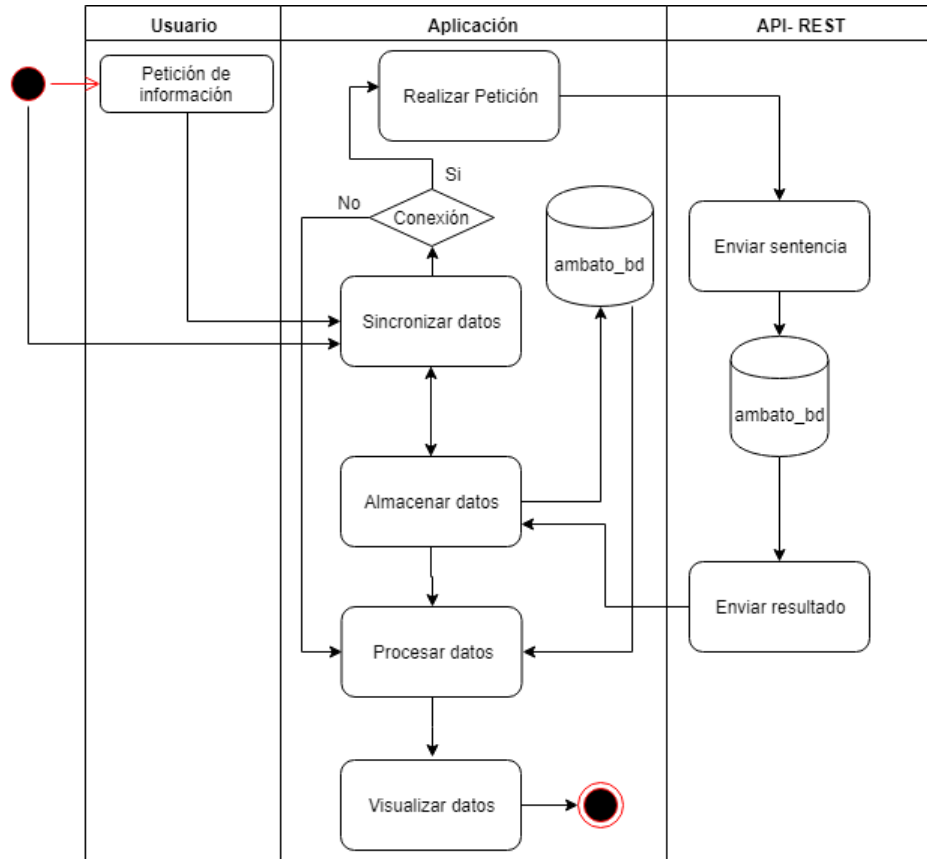 Usuario
Aplicación
API- REST
Petición de
información
Realizar Petición
Si
No
Conexión
ambato_bd
Enviar sentencia
Sincronizar datos
ambato_bd
Almacenar datos
Enviar resultado
Procesar datos
Visualizar datos